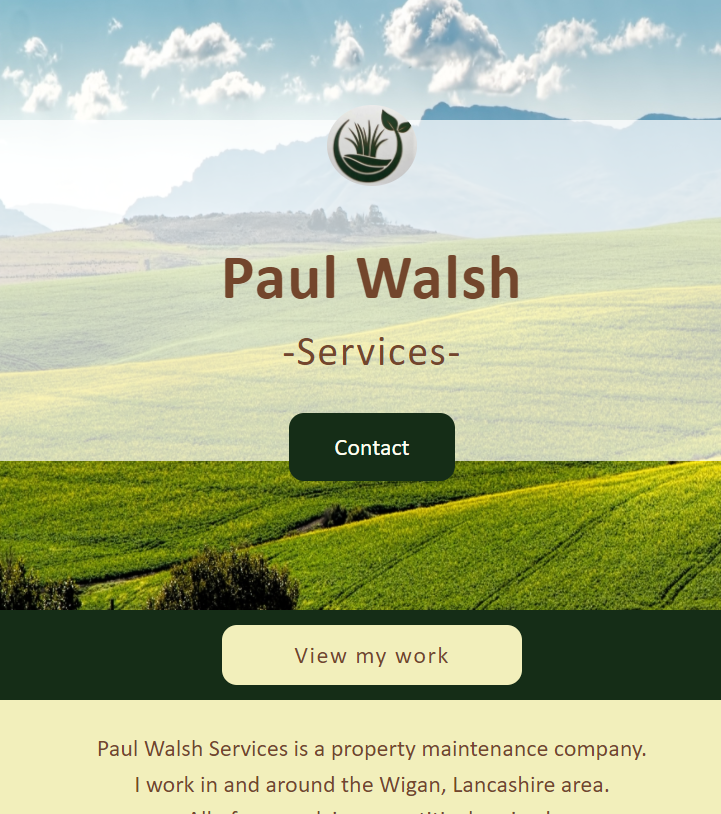 Paul Walsh
-Services-
Contact
View my work
Paul Walsh Services is a property maintenance company.
I work in and around the Wigan, Lancashire area.